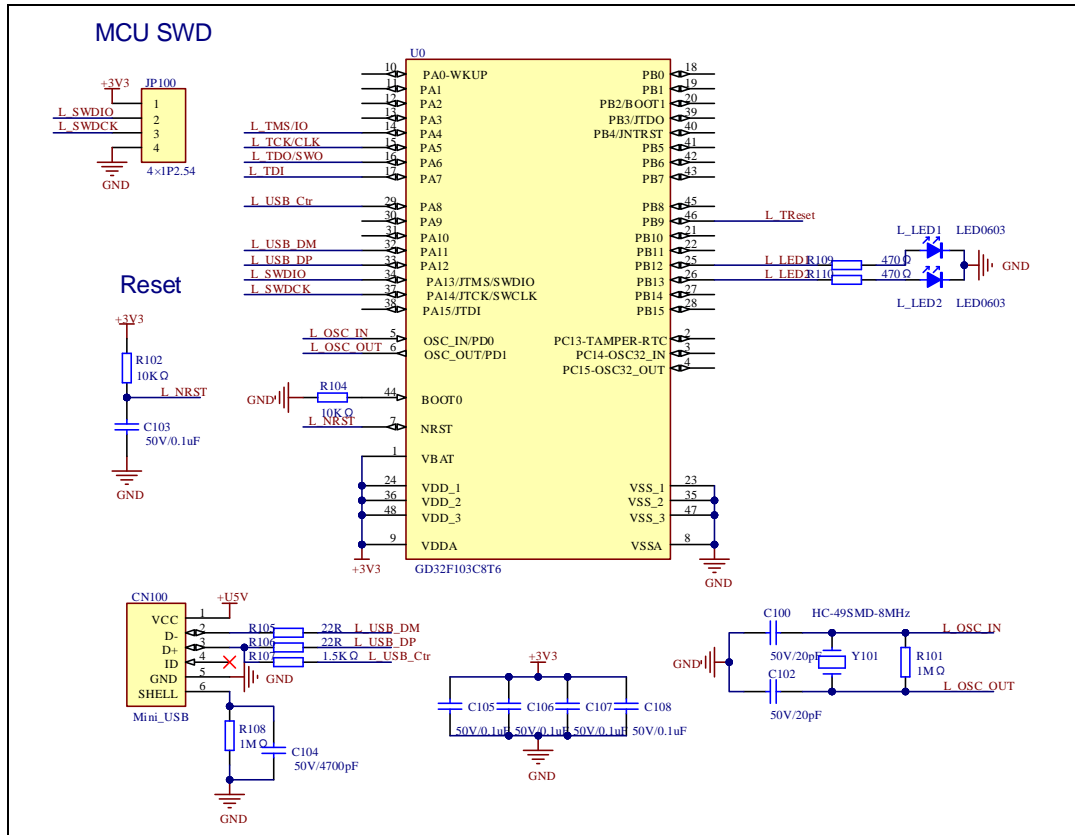 MCU SWD
JP100
+3V3
L_SWDIO
L_SWDCK
1
2
3
4
4×1P2.54
GND
Reset
+3V3
R102
10KΩ
L_NRST
C103
50V/0.1uF
GND
U0
10 PA0-WKUP
11 PA1
12 PA2
13 PA3
L_TMS/IO 14 PA4
L_TCK/CLK 15 PA5
L_TDO/SWO 16 PA6
L_TDI 17 PA7
L_USB_Ctr 29 PA8
30 PA9
31 PA10
L_USB_DM 32 PA11
L_USB_DP 33 PA12
L_SWDIO 34 PA13/JTMS/SWDIO
L_SWDCK 37 PA14/JTCK/SWCLK
38 PA15/JTDI
L_OSC_IN 5 OSC_IN/PD0
L_OSC_OUT 6 OSC_OUT/PD1
GND R104 44 BOOT0
10KΩ
L_NRST 7 NRST
1 VBAT
24 VDD_1
36 VDD_2
48 VDD_3
9 VDDA
+3V3
PB0 18
PB1 19
PB2/BOOT1 20
PB3/JTDO 39
PB4/JNTRST 40
PB5 41
PB6 42
PB7 43
PB8 45
PB9 46 L_TReset
PB10 21
PB11 22
PB12 25 L_LED1 R109 470Ω
PB13 26 L_LED2 R110 470Ω
PB14 27
PB15 28
L_LED1 LED0603
GND
L_LED2 LED0603
PC13-TAMPER-RTC 2
PC14-OSC32_IN 3
PC15-OSC32_OUT 4
VSS_1 23
VSS_2 35
VSS_3 47
VSSA 8
GND
GD32F103C8T6
CN100
+U5V
VCC 1
D- 2 R105 22R L_USB_DM
D+ 3 R106 22R L_USB_DP
ID 4 R107 1.5KΩ L_USB_Ctr
GND 5 GND
SHELL 6
Mini_USB
R108
1MΩ
C104
50V/4700pF
GND
+3V3
C105 C106 C107 C108
50V/0.1uF 50V/0.1uF 50V/0.1uF 50V/0.1uF
GND
C100 HC-49SMD-8MHz
L_OSC_IN
50V/20pF
GND
Y101
R101
1MΩ
C102
L_OSC_OUT
50V/20pF